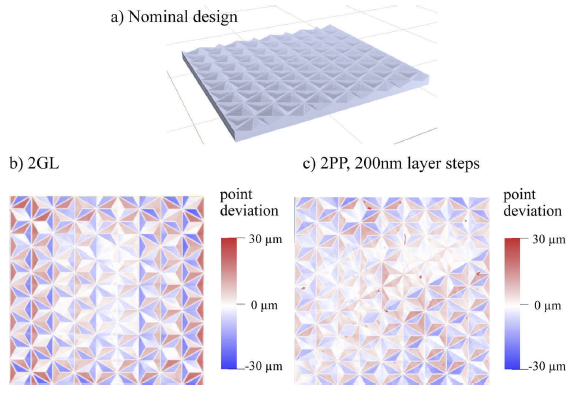 a) Nominal design
b) 2GL
c) 2PP, 200nm layer steps
point
deviation
30 µm
0 µm
-30 µm
point
deviation
30 µm
0 µm
-30 µm